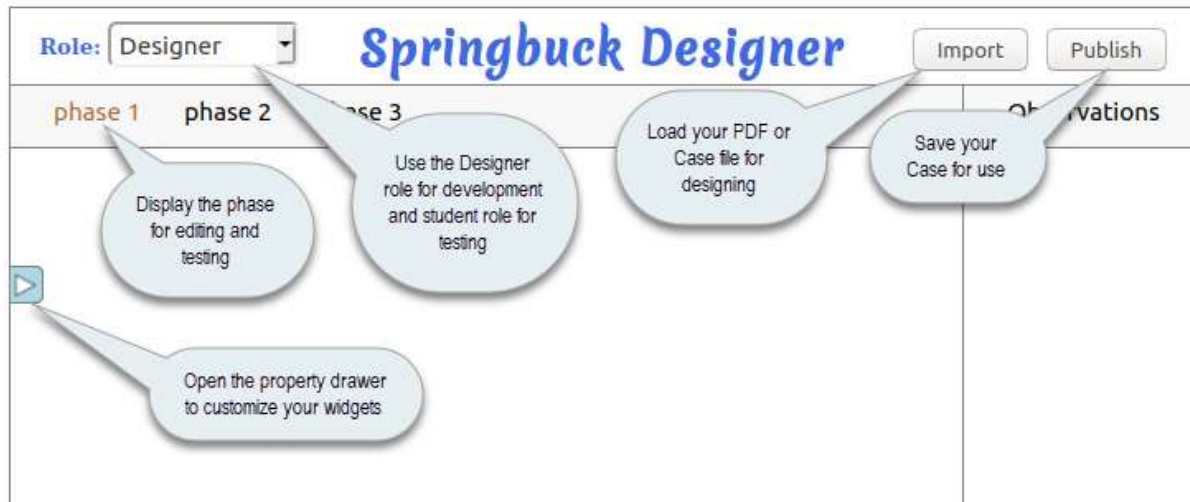 Role: Designer
Springbuck Designer
Import
Publish
phase 1
phase 2
3
Load your PDF or
Case file for
designing
Save your
Case for use
Use the Designer
role for development
and student role for
testing
Display the phase
for editing and
testing
Open the property drawer
to customize your widgets